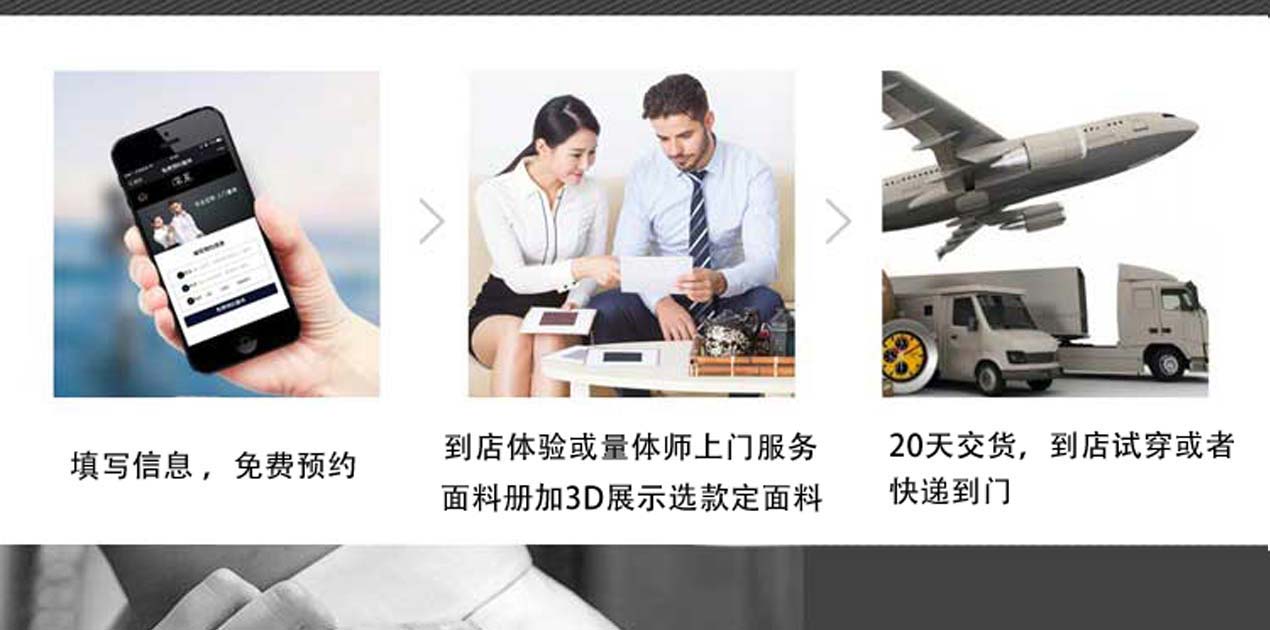 填写信息，免费预约
到店体验或量体师上门服务
面料册加3D展示选款定面料
20天交货，到店试穿或者
快递到门